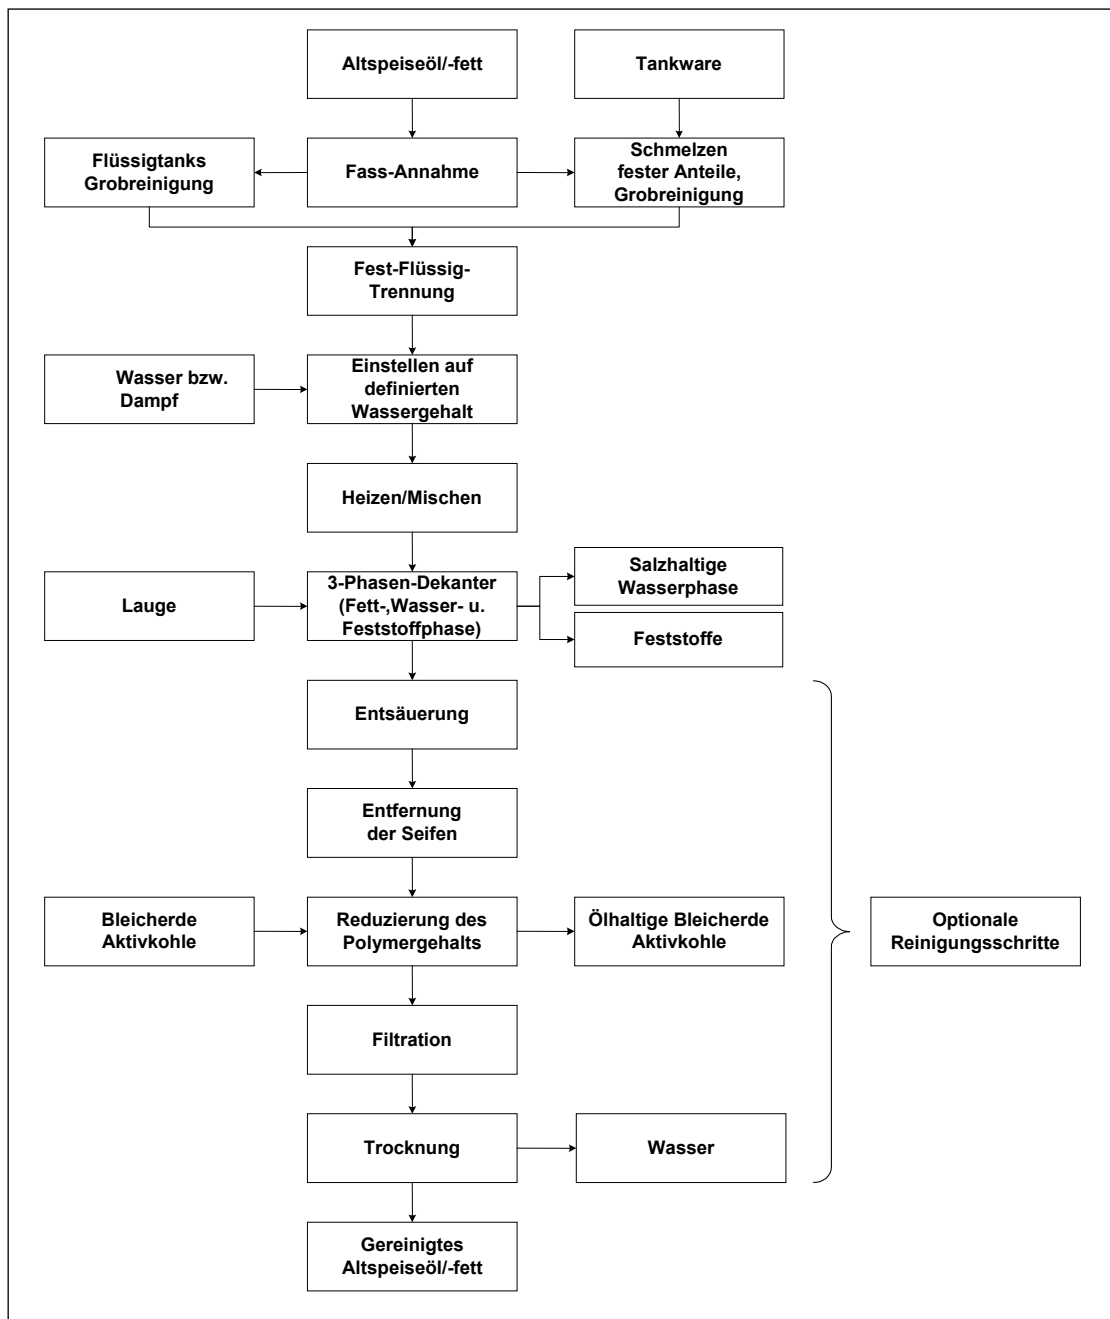 Altspeiseöl/-fett
Tankware
Flüssigtanks
Grobreinigung
Fass-Annahme
Schmelzen
fester Anteile,
Grobreinigung
Fest-Flüssig-
Trennung
Wasser bzw.
Dampf
Einstellen auf
definierten
Wassergehalt
Heizen/Mischen
Lauge
3-Phasen-Dekanter
(Fett-,Wasser- u.
Feststoffphase)
Salzhaltige
Wasserphase
Feststoffe
Entsäuerung
Entfernung
der Seifen
Bleicherde
Aktivkohle
Reduzierung des
Polymergehalts
Ölhaltige Bleicherde
Aktivkohle
Optionale
Reinigungsschritte
Filtration
Trocknung
Wasser
Gereinigtes
Altspeiseöl/-fett